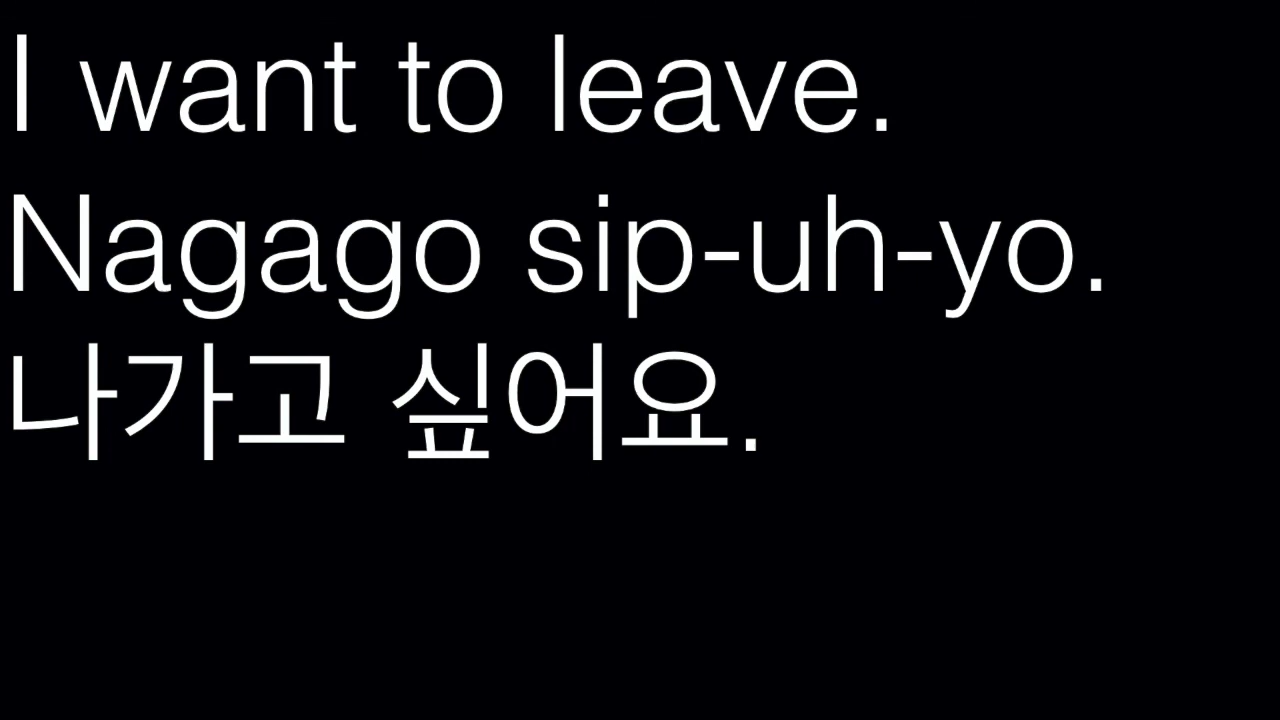 I want to leave.
Nagago sip-uh-yo.
나가고 싶어요.